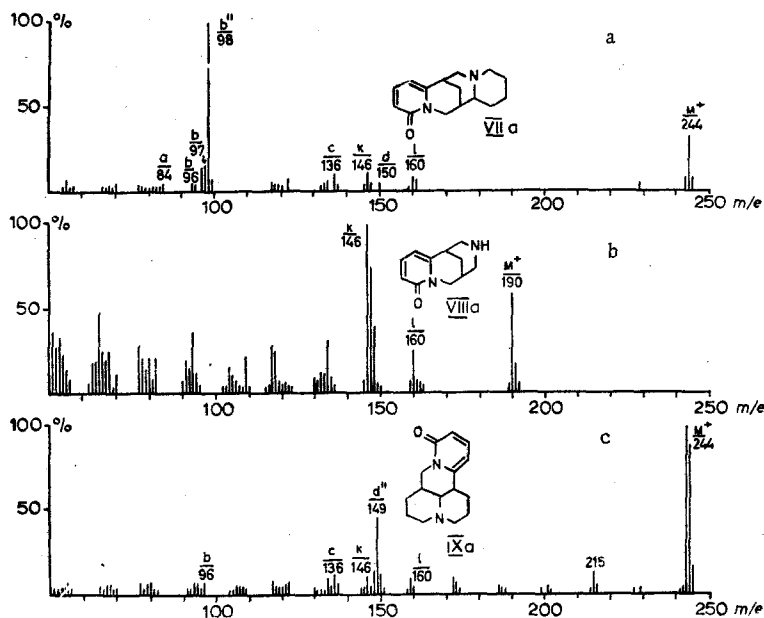 % a
b"
98
100
50
b
97
b
96
a
84
c
136
k
146
d
150
l
160
M+
244
N
N
O
VII a
100 150 200 250 m/e
% b
100
50
k
146
l
160
M+
190
NH
N
O
VIII a
100 150 200 250 m/e
% c
100
50
b
96
c
136
k
146
d"
149
l
160
215
M+
244
O
N
N
IX a
100 150 200 250 m/e